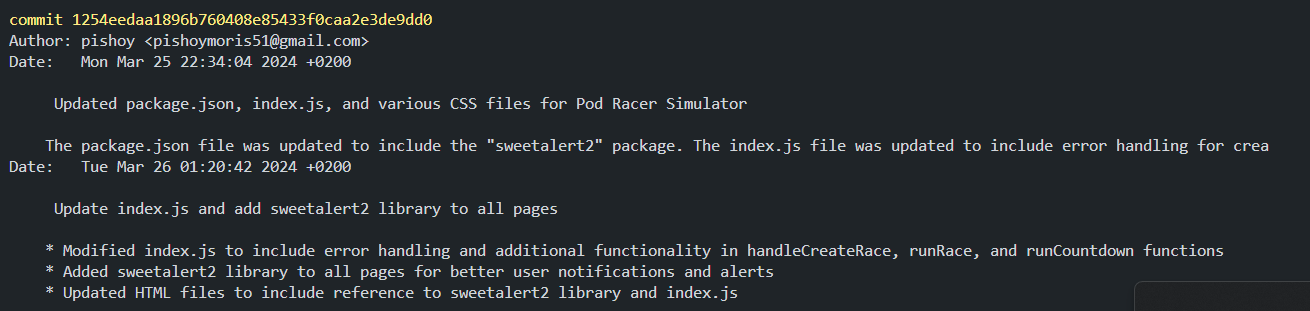 commit 1254eedaa1896b760408e85433f0caa2e3de9dd0
Author: pishoy <pishoymoris51@gmail.com>
Date:   Mon Mar 25 22:34:04 2024 +0200
Updated package.json, index.js, and various CSS files for Pod Racer Simulator
The package.json file was updated to include the "sweetalert2" package. The index.js file was updated to include error handling for crea
Date:   Tue Mar 26 01:20:42 2024 +0200
Update index.js and add sweetalert2 library to all pages
* Modified index.js to include error handling and additional functionality in handleCreateRace, runRace, and runCountdown functions
* Added sweetalert2 library to all pages for better user notifications and alerts
* Updated HTML files to include reference to sweetalert2 library and index.js